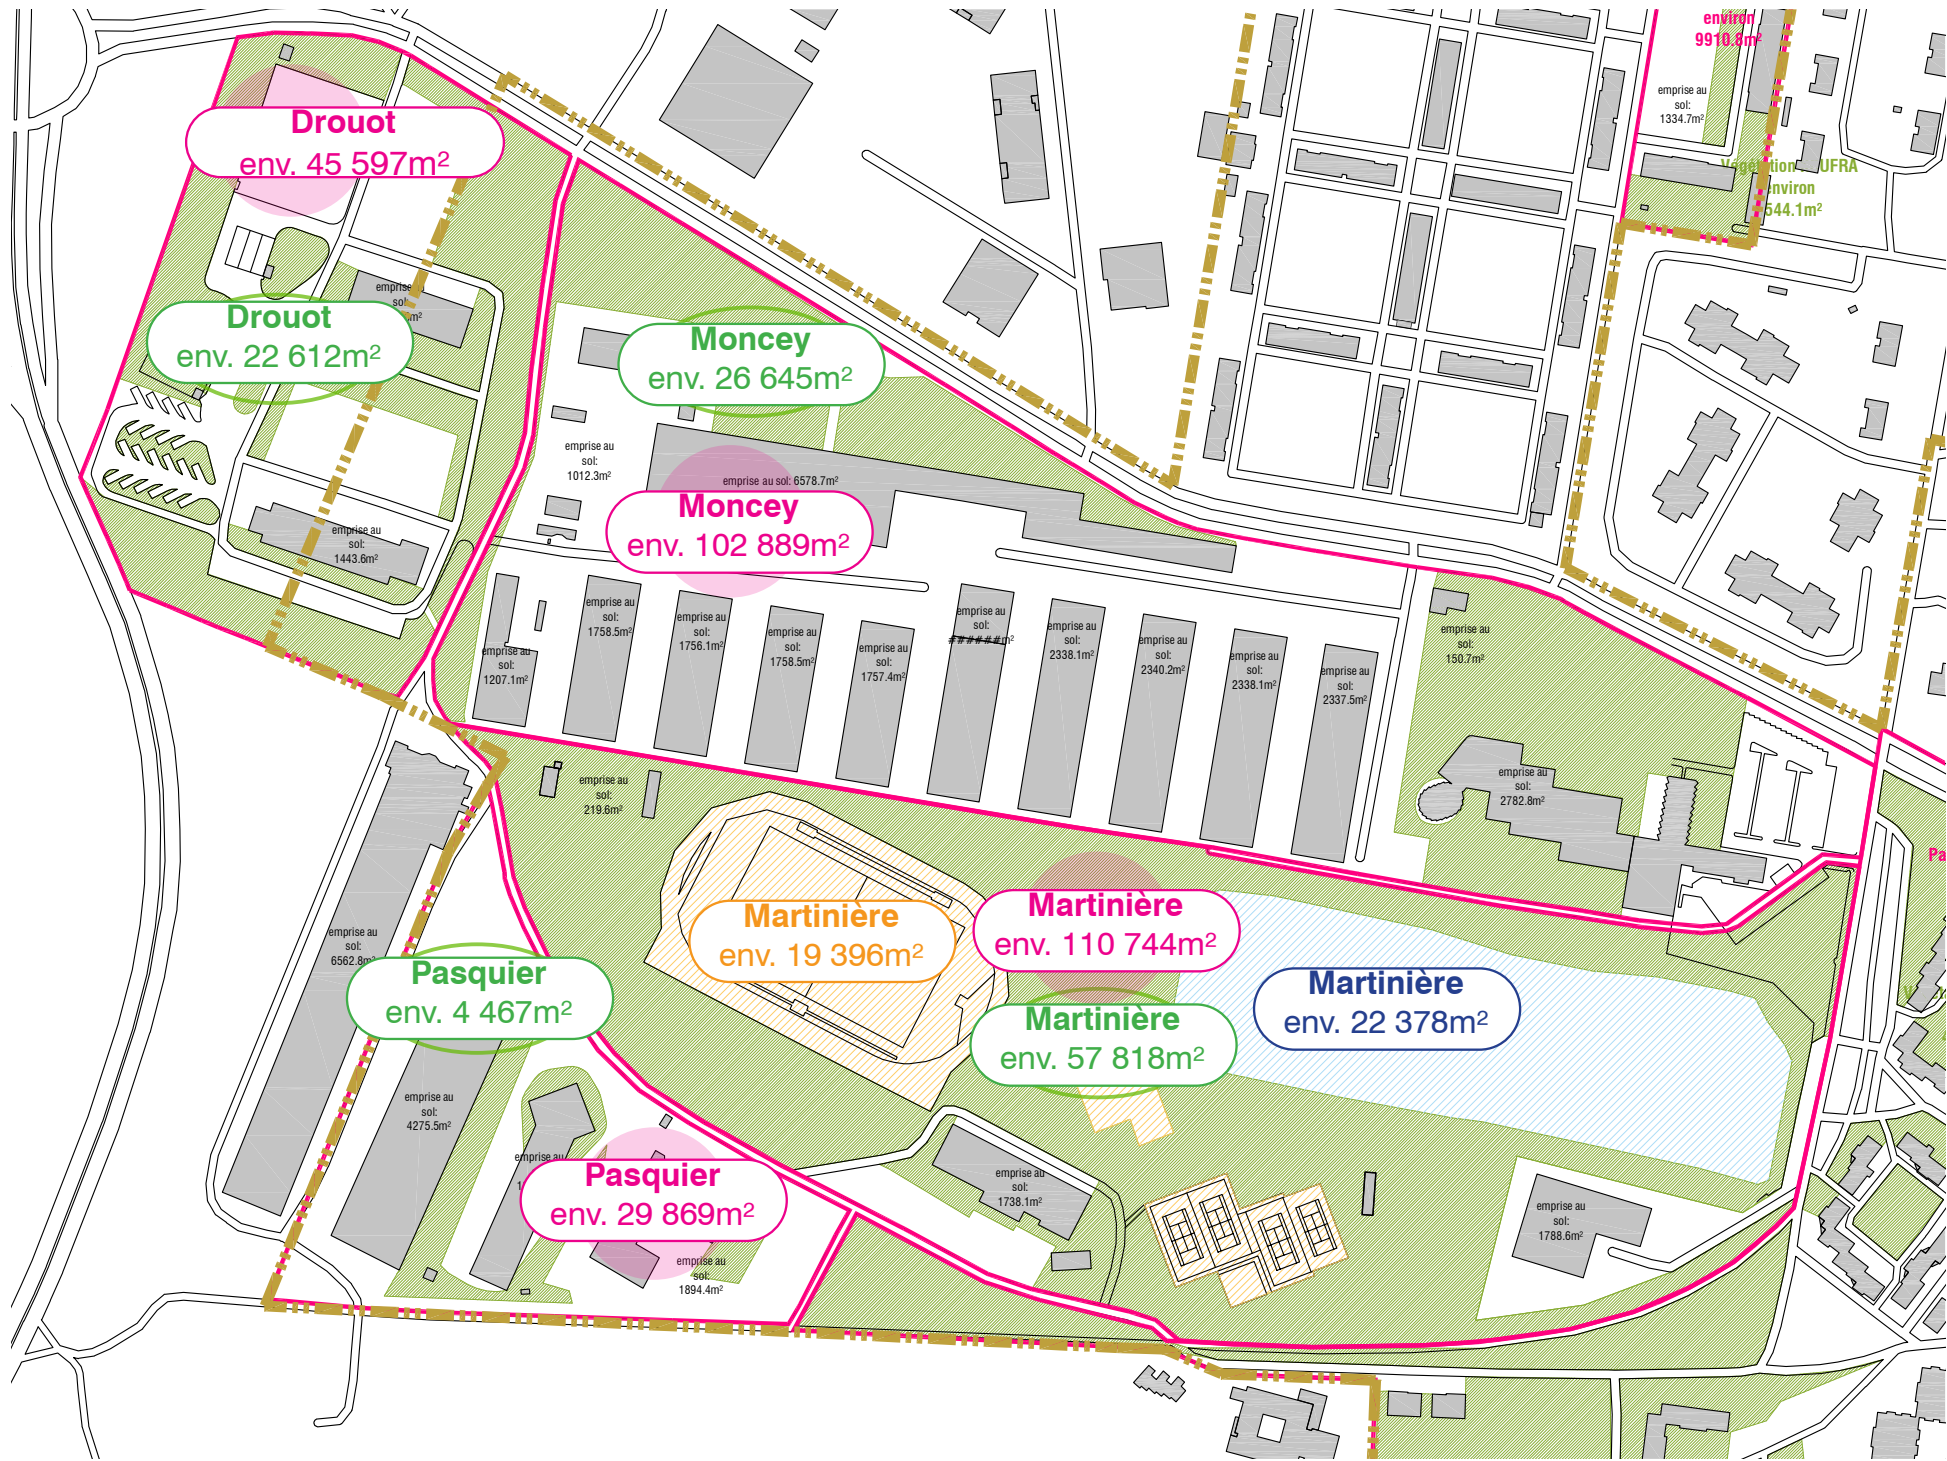 environ
9910.8m²
emprise au
sol:
1334.7m²
Drouot
env. 45 597m²
environ
544.1m²
Drouot
env. 22 612m²
Moncey
env. 26 645m²
emprise au
sol:
1012.3m²
emprise au sol: 6578.7m²
Moncey
env. 102 889m²
emprise au
sol:
1443.6m²
emprise au
sol:
1207.1m²
emprise au
sol:
1758.5m²
emprise au
sol:
1756.1m²
emprise au
sol:
1758.5m²
emprise au
sol:
1757.4m²
emprise au
sol:
######m²
emprise au
sol:
2338.1m²
emprise au
sol:
2340.2m²
emprise au
sol:
2338.1m²
emprise au
sol:
2337.5m²
emprise au
sol:
150.7m²
emprise au
sol:
219.6m²
emprise au
sol:
2782.8m²
Martinière
env. 19 396m²
Martinière
env. 110 744m²
emprise au
sol:
6562.8m²
Pasquier
env. 4 467m²
Martinière
env. 22 378m²
Martinière
env. 57 818m²
emprise au
sol:
4275.5m²
emprise au
Pasquier
env. 29 869m²
emprise au
sol:
1738.1m²
emprise au
sol:
1788.6m²
emprise au
sol:
1894.4m²